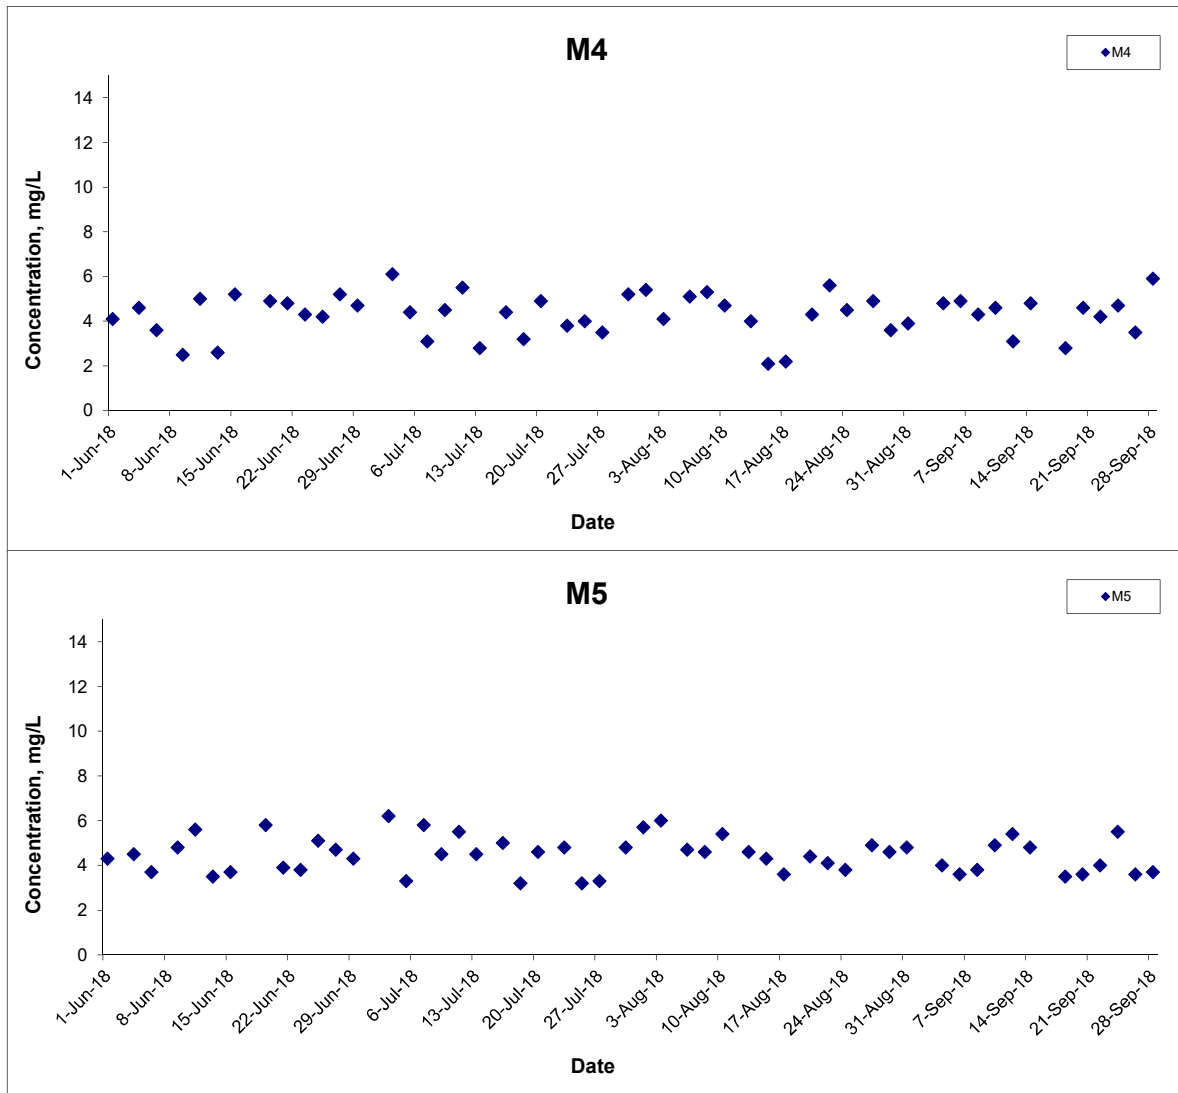 M4
M4
14
12
10
8
6
4
2
0
Concentration, mg/L
1-Jun-18
8-Jun-18
15-Jun-18
22-Jun-18
29-Jun-18
6-Jul-18
13-Jul-18
20-Jul-18
27-Jul-18
3-Aug-18
10-Aug-18
17-Aug-18
24-Aug-18
31-Aug-18
7-Sep-18
14-Sep-18
21-Sep-18
28-Sep-18
Date
M5
M5
14
12
10
8
6
4
2
0
Concentration, mg/L
1-Jun-18
8-Jun-18
15-Jun-18
22-Jun-18
29-Jun-18
6-Jul-18
13-Jul-18
20-Jul-18
27-Jul-18
3-Aug-18
10-Aug-18
17-Aug-18
24-Aug-18
31-Aug-18
7-Sep-18
14-Sep-18
21-Sep-18
28-Sep-18
Date